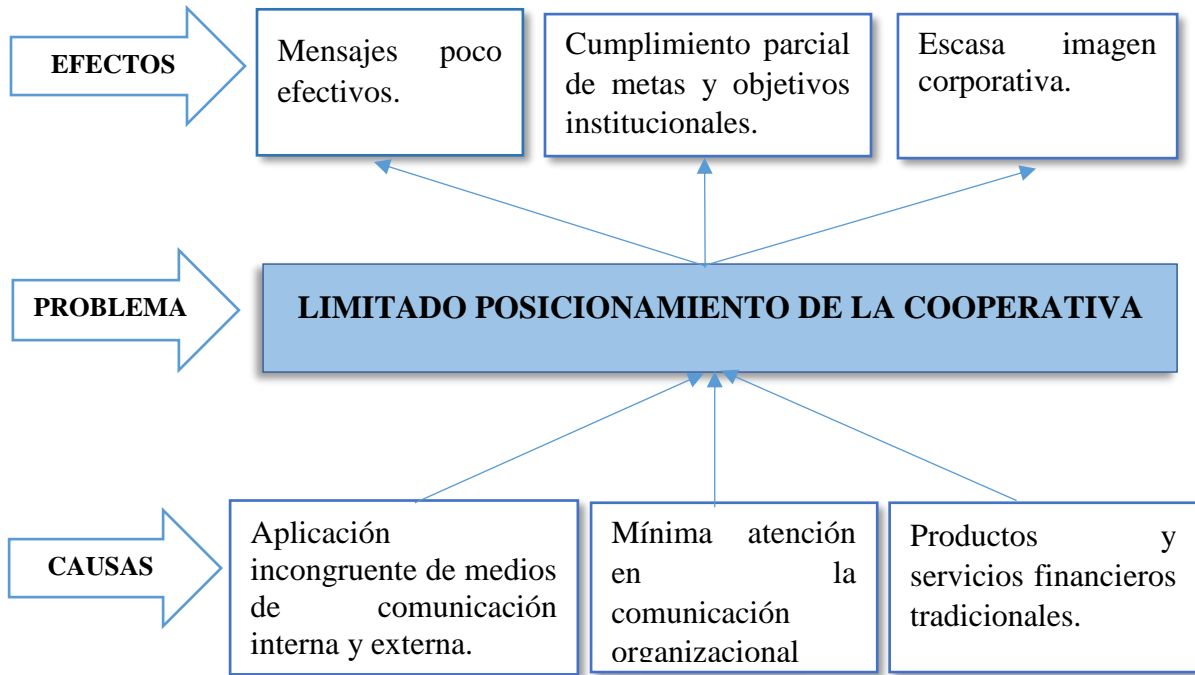 EFECTOS
Mensajes poco
efectivos.
Cumplimiento parcial
de metas y objetivos
institucionales.
Escasa imagen
corporativa.
PROBLEMA
LIMITADO POSICIONAMIENTO DE LA COOPERATIVA
CAUSAS
Aplicación
incongruente de medios
de comunicación
interna y externa.
Mínima atención
en la
comunicación
organizacional
Productos y
servicios financieros
tradicionales.